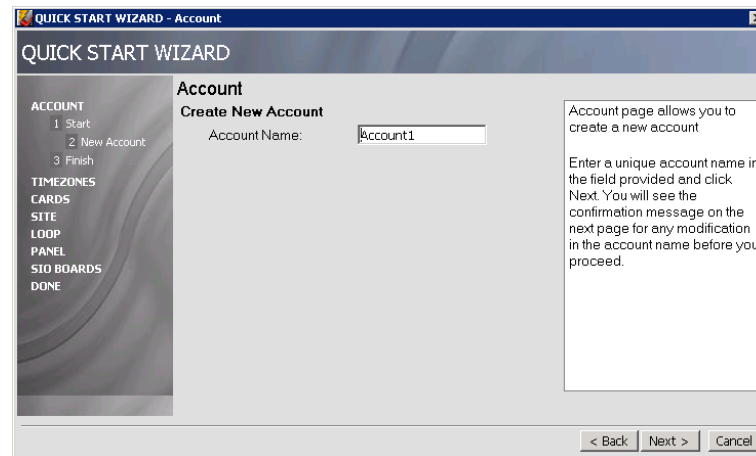 QUICK START WIZARD - Account
QUICK START WIZARD
ACCOUNT
1 Start
2 New Account
3 Finish
TIMEZONES
CARDS
SITE
LOOP
PANEL
SIO BOARDS
DONE
Account
Create New Account
Account Name:
Account1
Account page allows you to
create a new account
Enter a unique account name in
the field provided and click
Next. You will see the
confirmation message on the
next page for any modification
in the account name before you
proceed.
< Back
Next >
Cancel